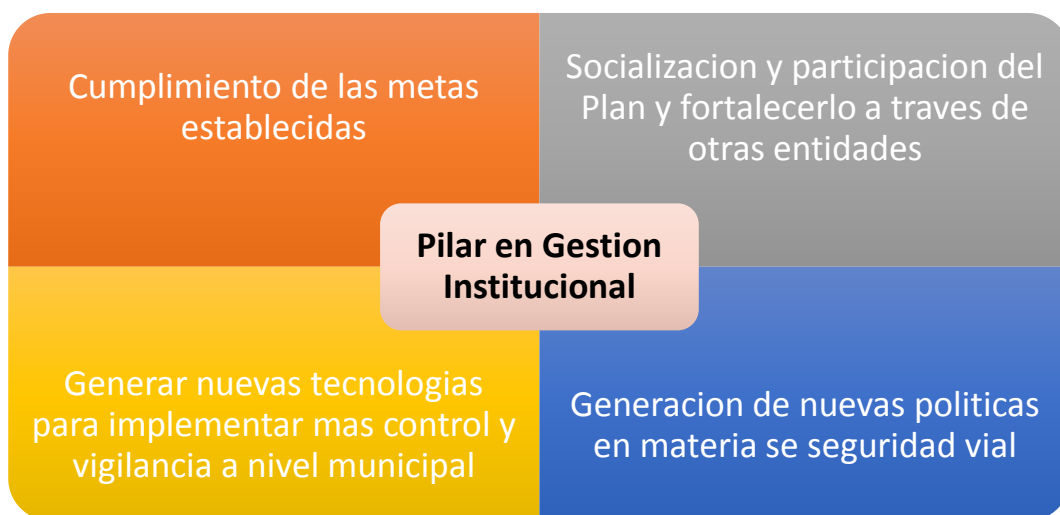 Cumplimiento de las metas
establecidas
Socializacion y participacion del
Plan y fortalecerlo a traves de
otras entidades
Pilar en Gestion
Institucional
Generar nuevas tecnologias
para implementar mas control y
vigilancia a nivel municipal
Generacion de nuevas politicas
en materia se seguridad vial